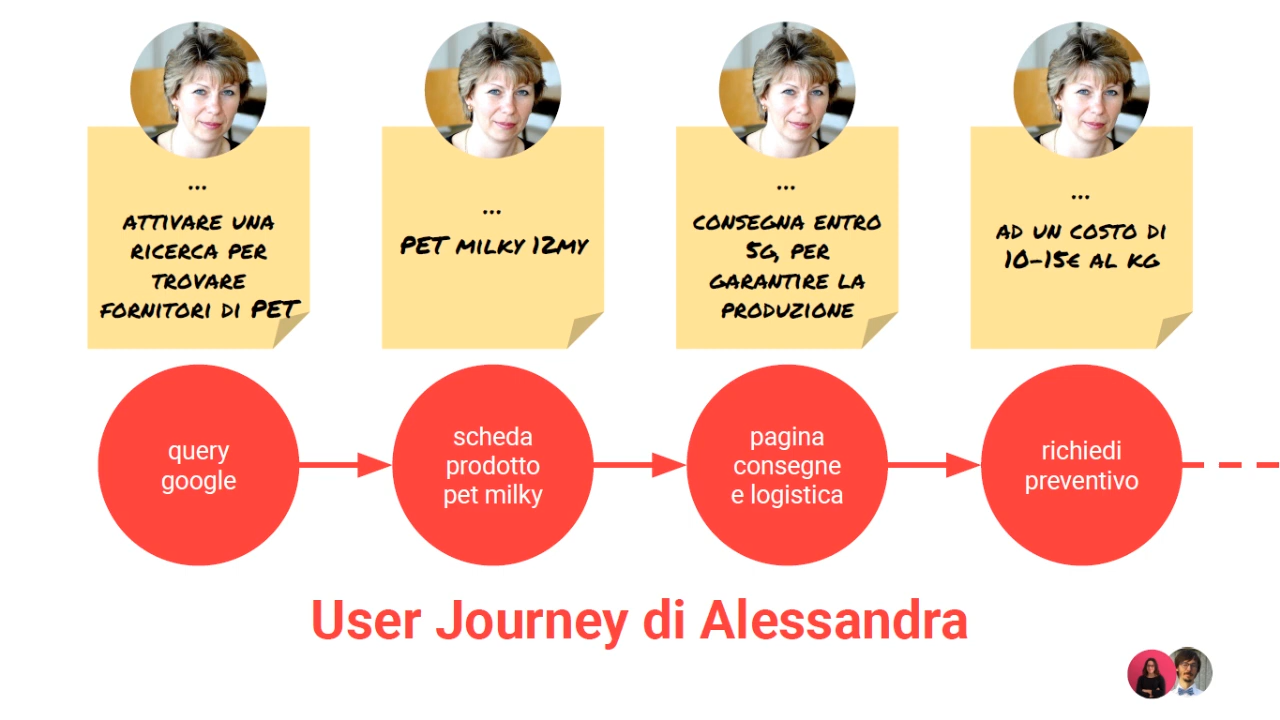 ...
ATTIVARE UNA
RICERCA PER
TROVARE
FORNITORI DI PET
...
PET MILKY 12MY
...
CONSEGNA ENTRO
5G, PER
GARANTIRE LA
PRODUZIONE
...
AD UN COSTO DI
10-15€ AL KG
query
google
scheda
prodotto
pet milky
pagina
consegne
e logistica
richiedi
preventivo
User Journey di Alessandra